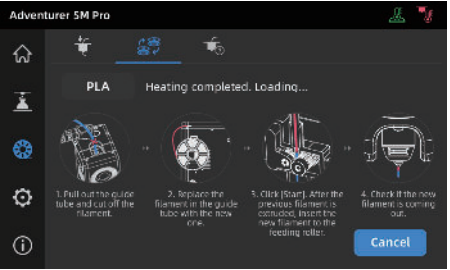 Adventurer 5M Pro
PLA
Heating completed. Loading...
1. Pull out the guide
tube and cut off the
filament.
2. Replace the
filament in the guide
tube with the new
one.
3. Click [Start]. After the
previous filament is
extruded, insert the
new filament to the
feeding roller.
4. Check if the new
filament is coming
out.
Cancel